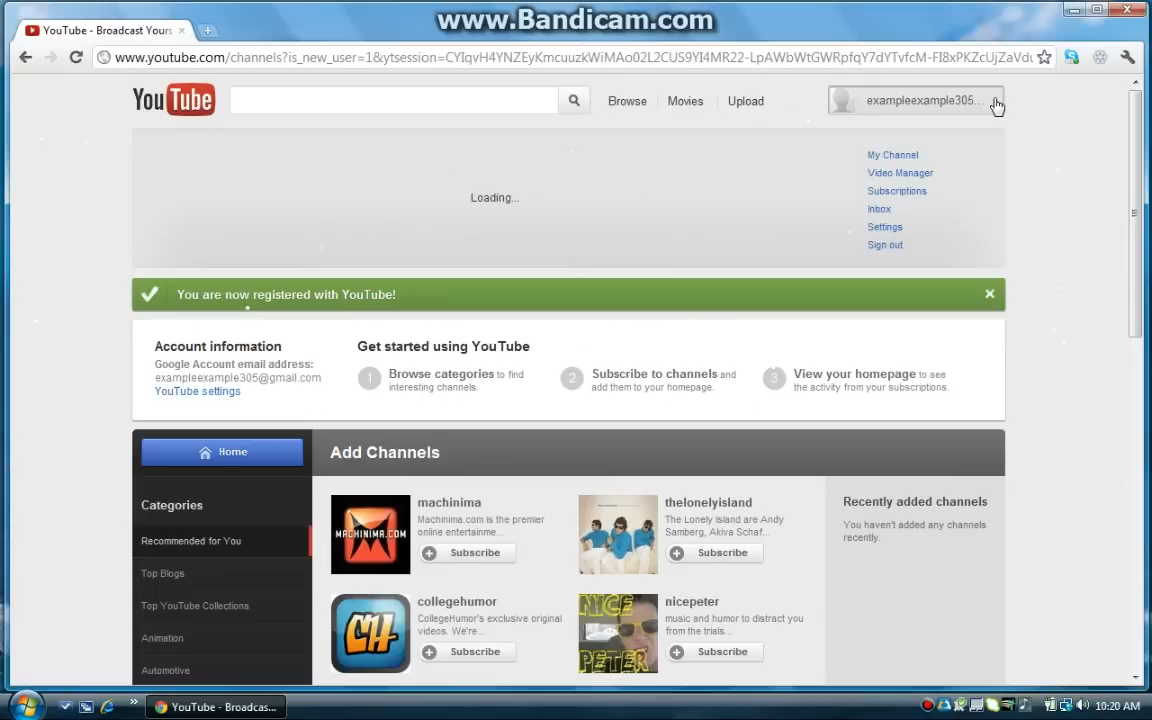 www.Bandicam.com
YouTube - Broadcast Yours
www.youtube.com/channels?is_new_user=1&ytsession=CYIqvH4YNZEyKmcuuzkWiMAo02L2CUS9YI4MR22-LpAWbWtGWRpfqY7dYTvfcM-FI8xPKZcUjZaVdu
YouTube
Browse
Movies
Upload
exampleexample305...
Loading...
My Channel
Video Manager
Subscriptions
Inbox
Settings
Sign out
You are now registered with YouTube!
Account information
Google Account email address:
exampleexample305@gmail.com
YouTube settings
Get started using YouTube
1 Browse categories to find
interesting channels.
2 Subscribe to channels and
add them to your homepage.
3 View your homepage to see
the activity from your subscriptions.
Home
Categories
Recommended for You
Top Blogs
Top YouTube Collections
Animation
Automotive
Add Channels
MACHINIMA.COM
machinima
Machinima.com is the premier
online entertainme...
Subscribe
thelonelyisland
The Lonely Island are Andy
Samberg, Akiva Schaf...
Subscribe
CH
collegehumor
CollegeHumor's exclusive original
videos. We're...
Subscribe
NICE
PETER
nicepeter
music and humor to distract you
from the trials...
Subscribe
Recently added channels
You haven't added any channels
recently.
YouTube - Broadcas...
10:20 AM